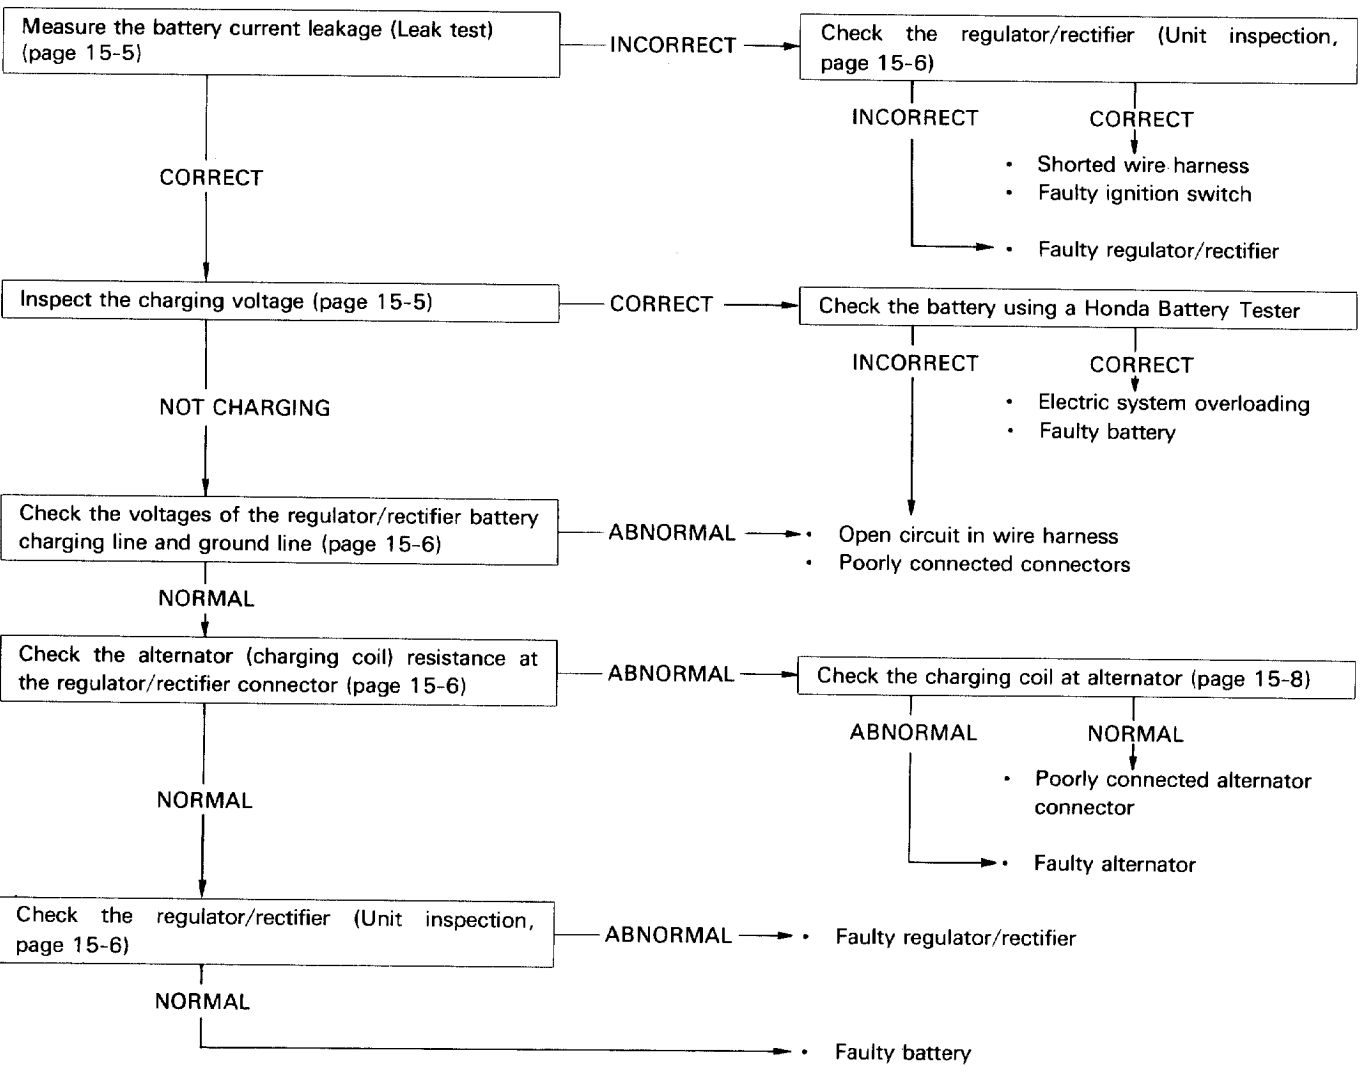 Measure the battery current leakage (Leak test)
(page 15-5)
INCORRECT
Check the regulator/rectifier (Unit inspection,
page 15-6)
INCORRECT
CORRECT
• Shorted wire harness
• Faulty ignition switch
• Faulty regulator/rectifier
CORRECT
Inspect the charging voltage (page 15-5)
CORRECT
Check the battery using a Honda Battery Tester
INCORRECT
CORRECT
• Electric system overloading
• Faulty battery
NOT CHARGING
Check the voltages of the regulator/rectifier battery
charging line and ground line (page 15-6)
ABNORMAL
• Open circuit in wire harness
• Poorly connected connectors
NORMAL
Check the alternator (charging coil) resistance at
the regulator/rectifier connector (page 15-6)
ABNORMAL
Check the charging coil at alternator (page 15-8)
ABNORMAL
NORMAL
• Poorly connected alternator
connector
• Faulty alternator
NORMAL
Check the regulator/rectifier (Unit inspection,
page 15-6)
ABNORMAL
• Faulty regulator/rectifier
NORMAL
• Faulty battery